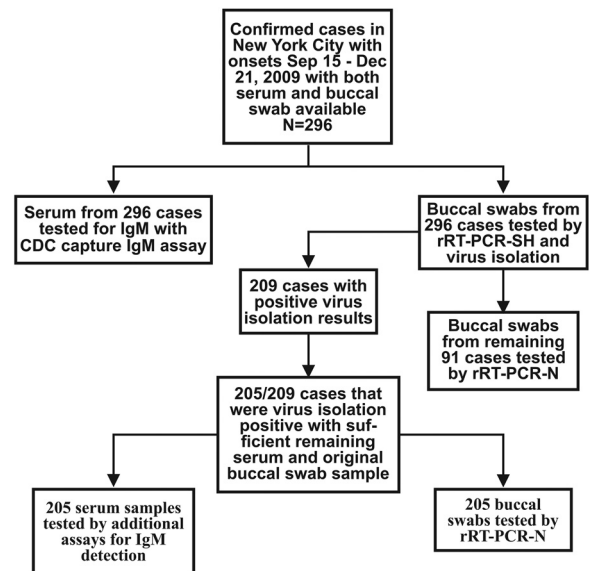 Confirmed cases in
New York City with
onsets Sep 15 - Dec
21, 2009 with both
serum and buccal
swab available
N=296
Serum from 296 cases
tested for IgM with
CDC capture IgM assay
Buccal swabs from
296 cases tested by
rRT-PCR-SH and
virus isolation
209 cases with
positive virus
isolation results
Buccal swabs
from remaining
91 cases tested
by rRT-PCR-N
205/209 cases that
were virus isolation
positive with suf-
ficient remaining
serum and original
buccal swab sample
205 serum samples
tested by additional
assays for IgM
detection
205 buccal
swabs tested by
rRT-PCR-N